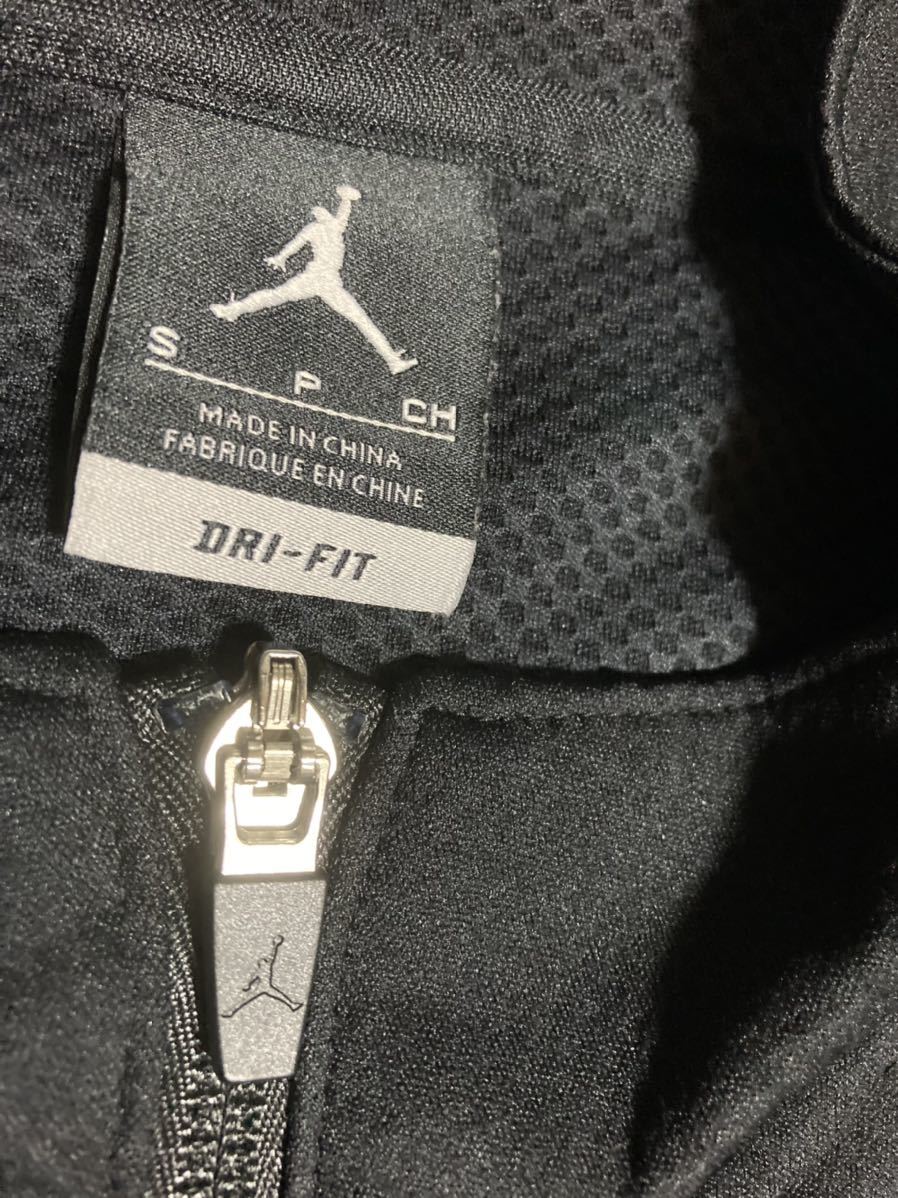 S P CH
MADE IN CHINA
FABRIQUE EN CHINE
DRI-FIT